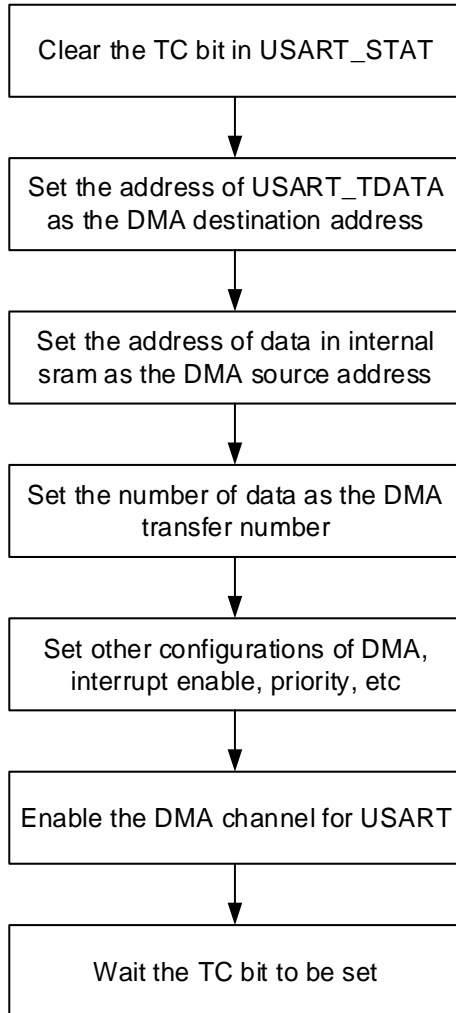 Clear the TC bit in USART_STAT
Set the address of USART_TDATA
as the DMA destination address
Set the address of data in internal
sram as the DMA source address
Set the number of data as the DMA
transfer number
Set other configurations of DMA,
interrupt enable, priority, etc
Enable the DMA channel for USART
Wait the TC bit to be set